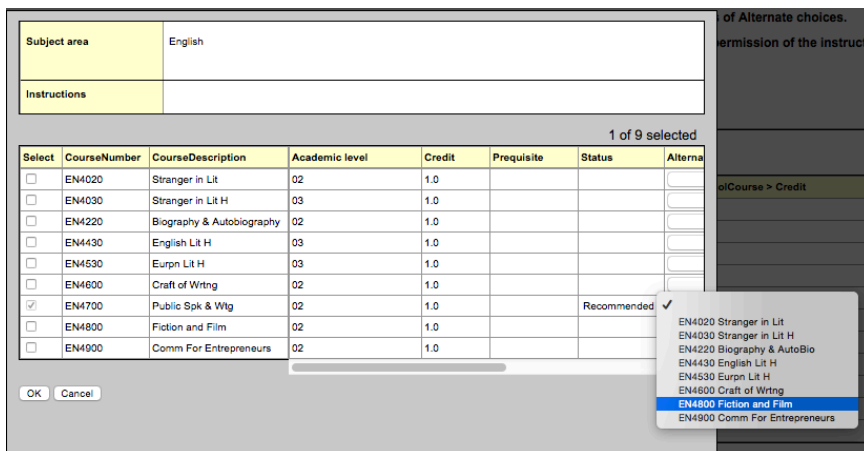 of Alternate choices.
Subject area English
permission of the instruc
Instructions
1 of 9 selected
Select CourseNumber CourseDescription Academic level Credit Prequisite Status Alterna
EN4020 Stranger in Lit 02 1.0
olCourse > Credit
EN4030 Stranger in Lit H 03 1.0
EN4220 Biography & Autobiography 02 1.0
EN4430 English Lit H 03 1.0
EN4530 Eurpn Lit H 03 1.0
EN4600 Craft of Wrtng 02 1.0
EN4700 Public Spk & Wtg 02 1.0 Recommended
EN4800 Fiction and Film 02 1.0
EN4900 Comm For Entrepreneurs 02 1.0
EN4020 Stranger in Lit
EN4030 Stranger in Lit H
EN4220 Biography & AutoBio
EN4430 English Lit H
EN4530 Eurpn Lit H
EN4600 Craft of Wrtng
EN4800 Fiction and Film
EN4900 Comm For Entrepreneurs
OK Cancel